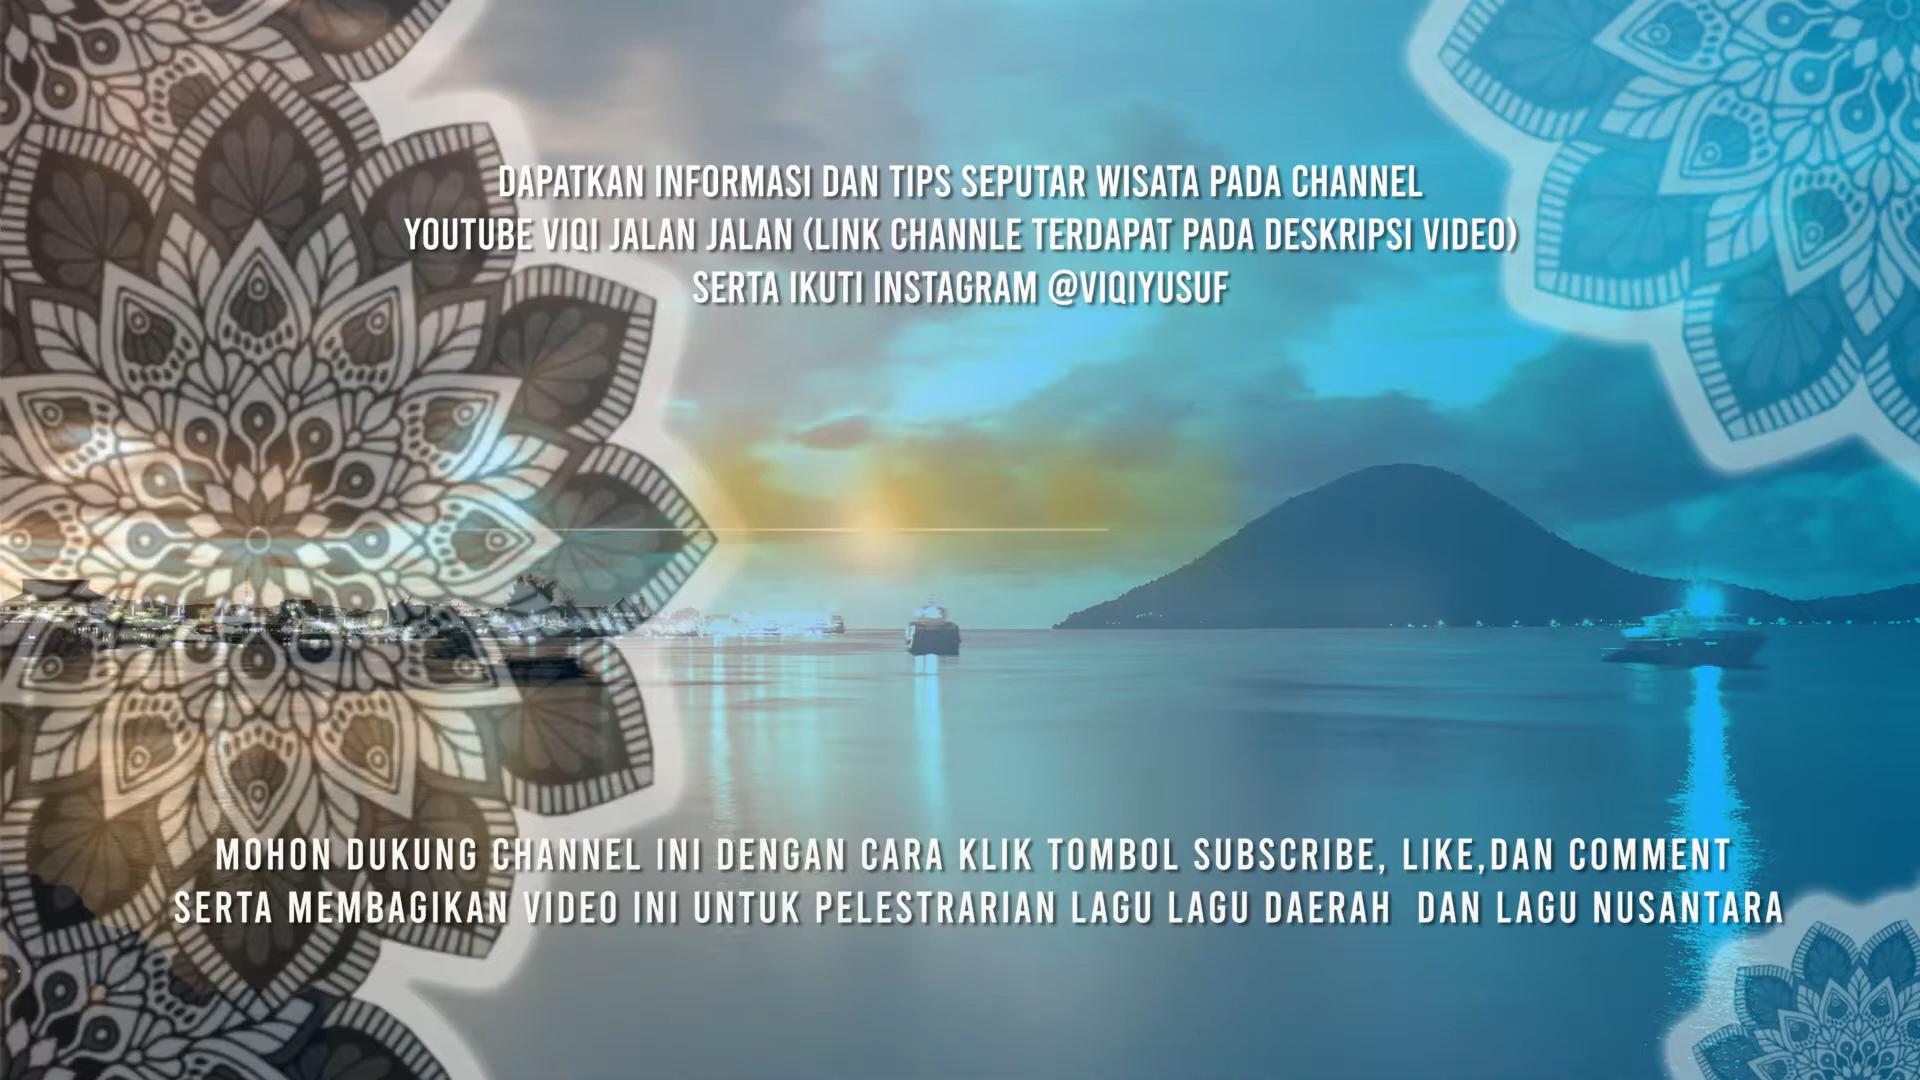 DAPATKAN INFORMASI DAN TIPS SEPUTAR WISATA PADA CHANNEL
YOUTUBE VIQI JALAN JALAN (LINK CHANNLE TERDAPAT PADA DESKRIPSI VIDEO)
SERTA IKUTI INSTAGRAM @VIQIYUSUF
MOHON DUKUNG CHANNEL INI DENGAN CARA KLIK TOMBOL SUBSCRIBE, LIKE,DAN COMMENT
SERTA MEMBAGIKAN VIDEO INI UNTUK PELESTRARIAN LAGU LAGU DAERAH DAN LAGU NUSANTARA